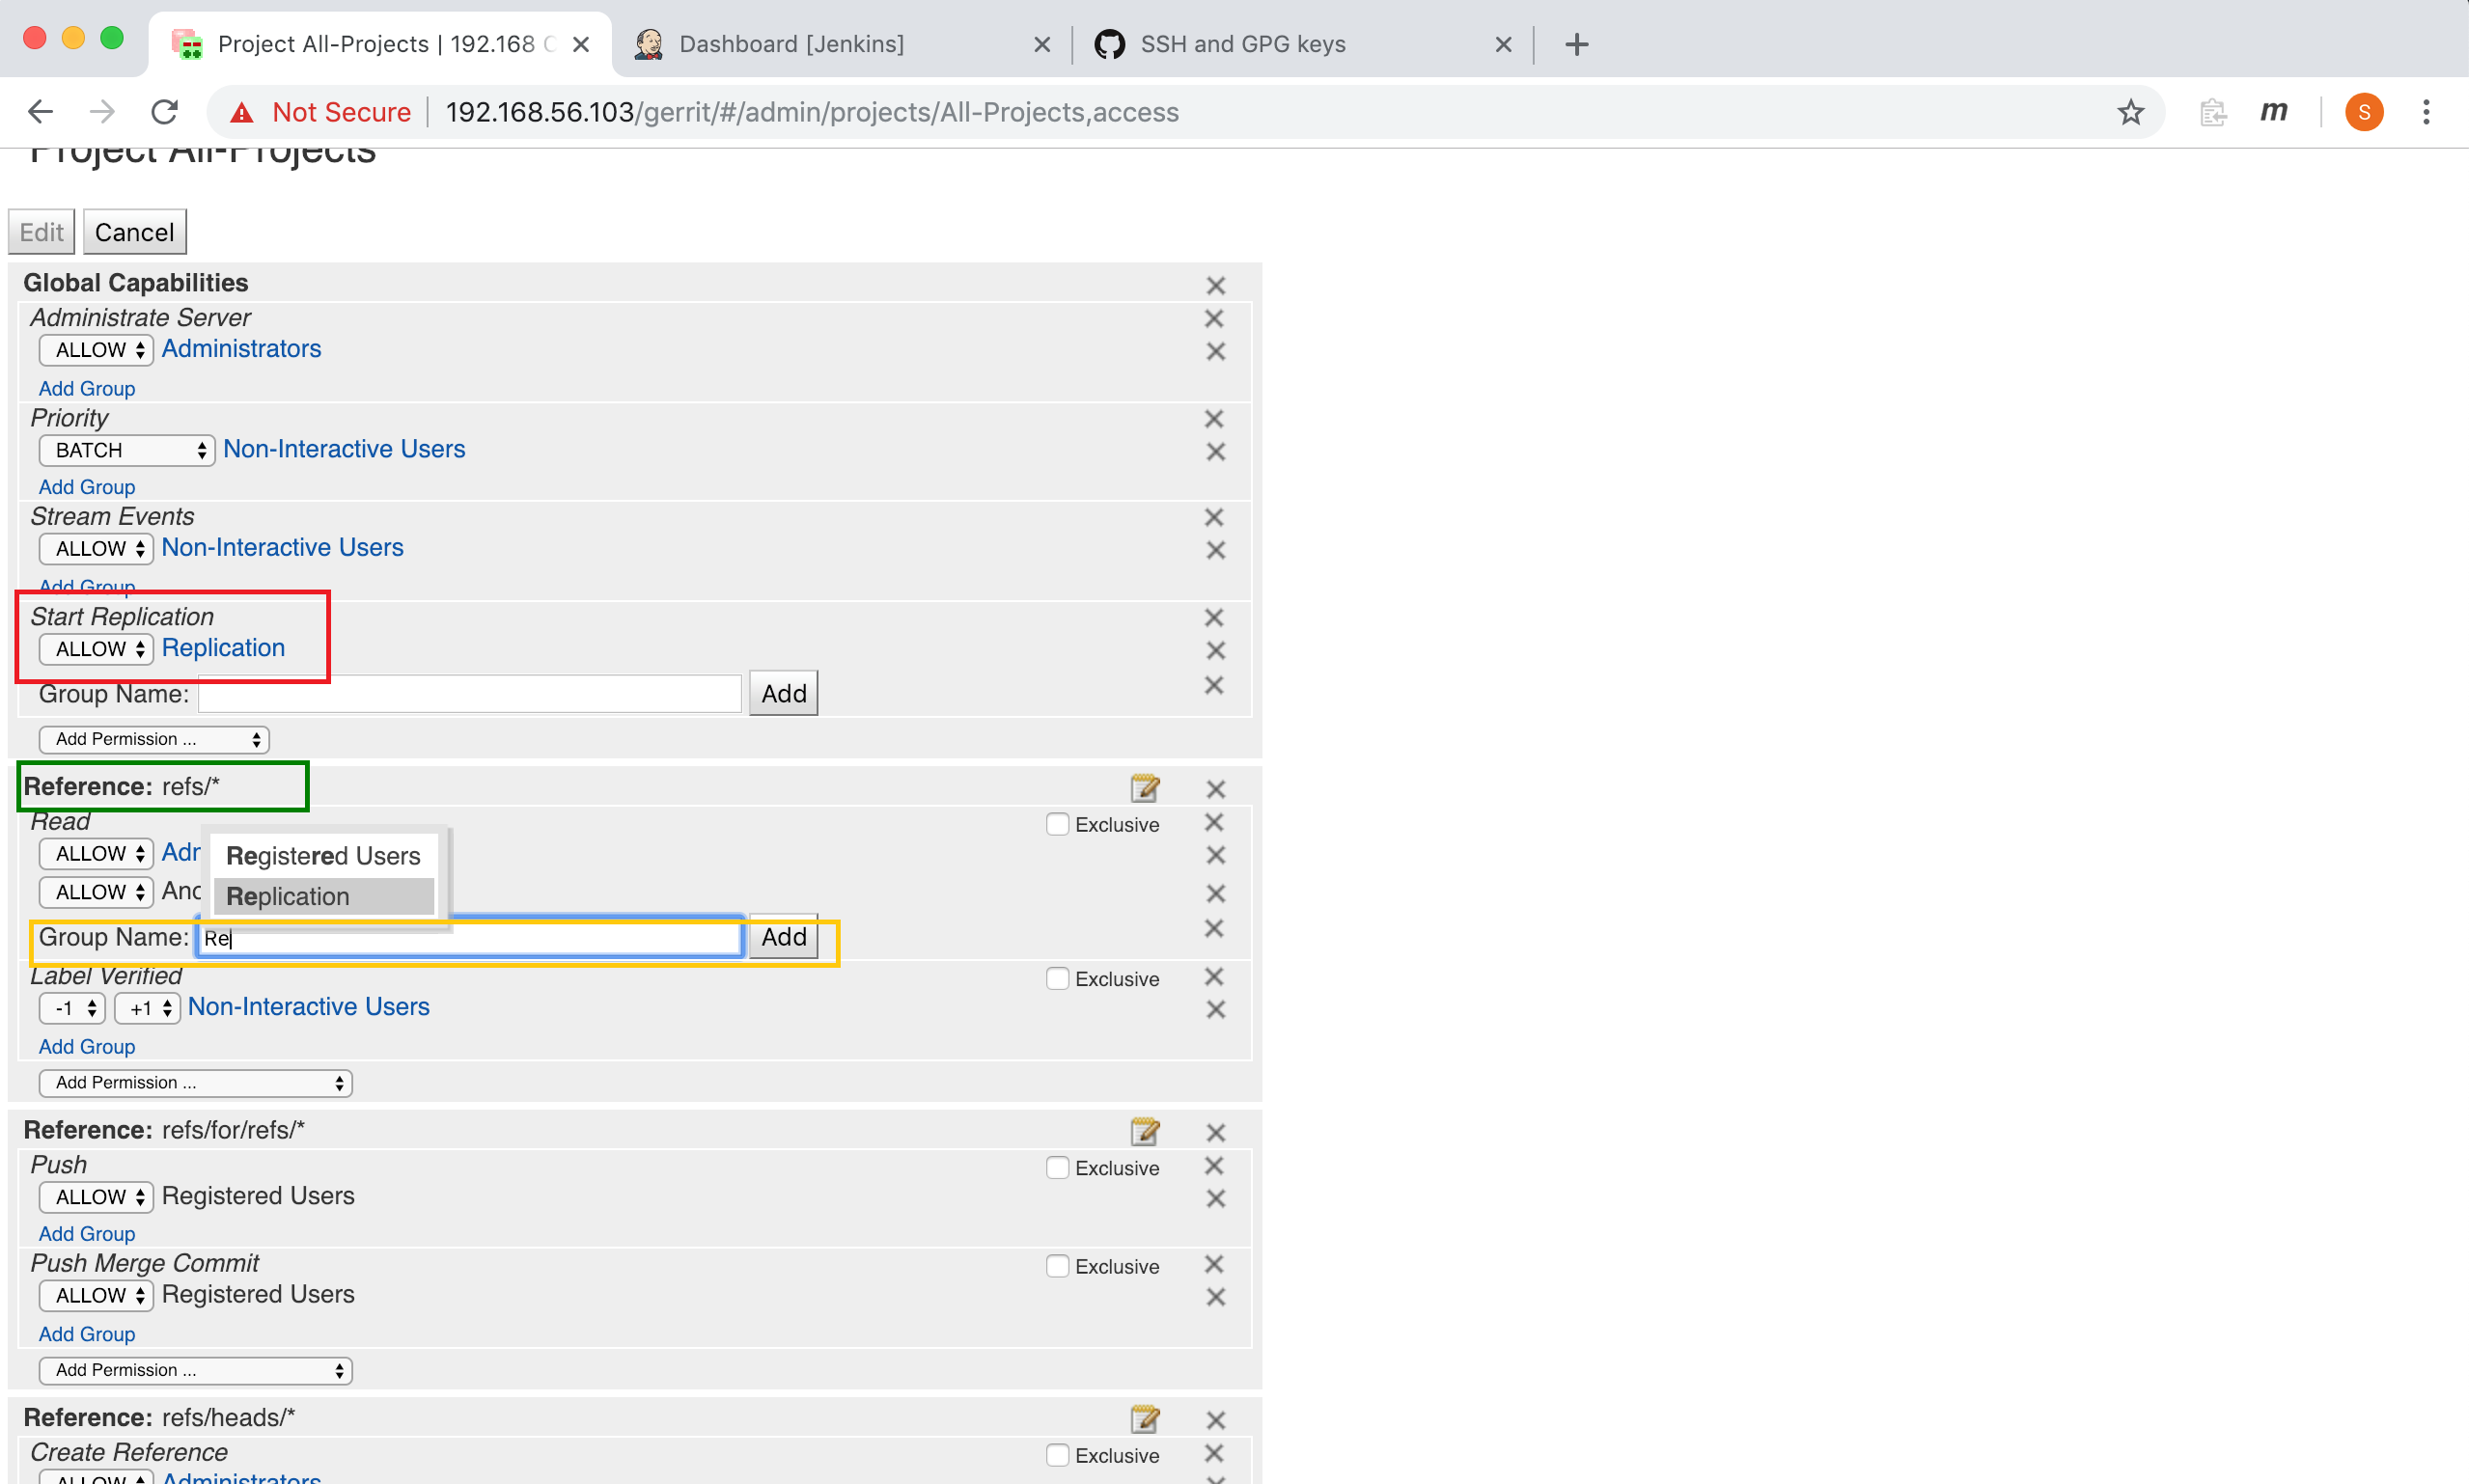 Project All-Projects | 192.168
Dashboard [Jenkins]
SSH and GPG keys
Not Secure
192.168.56.103/gerrit/#/admin/projects/All-Projects,access
m
S
Project All-Projects
Edit Cancel
Global Capabilities
Administrate Server
ALLOW Administrators
Add Group
Priority
BATCH Non-Interactive Users
Add Group
Stream Events
ALLOW Non-Interactive Users
Add Group
Start Replication
ALLOW Replication
Group Name: Add
Add Permission ...
Reference: refs/*
Read Exclusive
ALLOW
ALLOW
Registered Users
Replication
Group Name: Re Add
Label Verified Exclusive
-1 +1 Non-Interactive Users
Add Group
Add Permission ...
Reference: refs/for/refs/*
Push Exclusive
ALLOW Registered Users
Add Group
Push Merge Commit Exclusive
ALLOW Registered Users
Add Group
Add Permission ...
Reference: refs/heads/*
Create Reference Exclusive
ALLOW Administrators